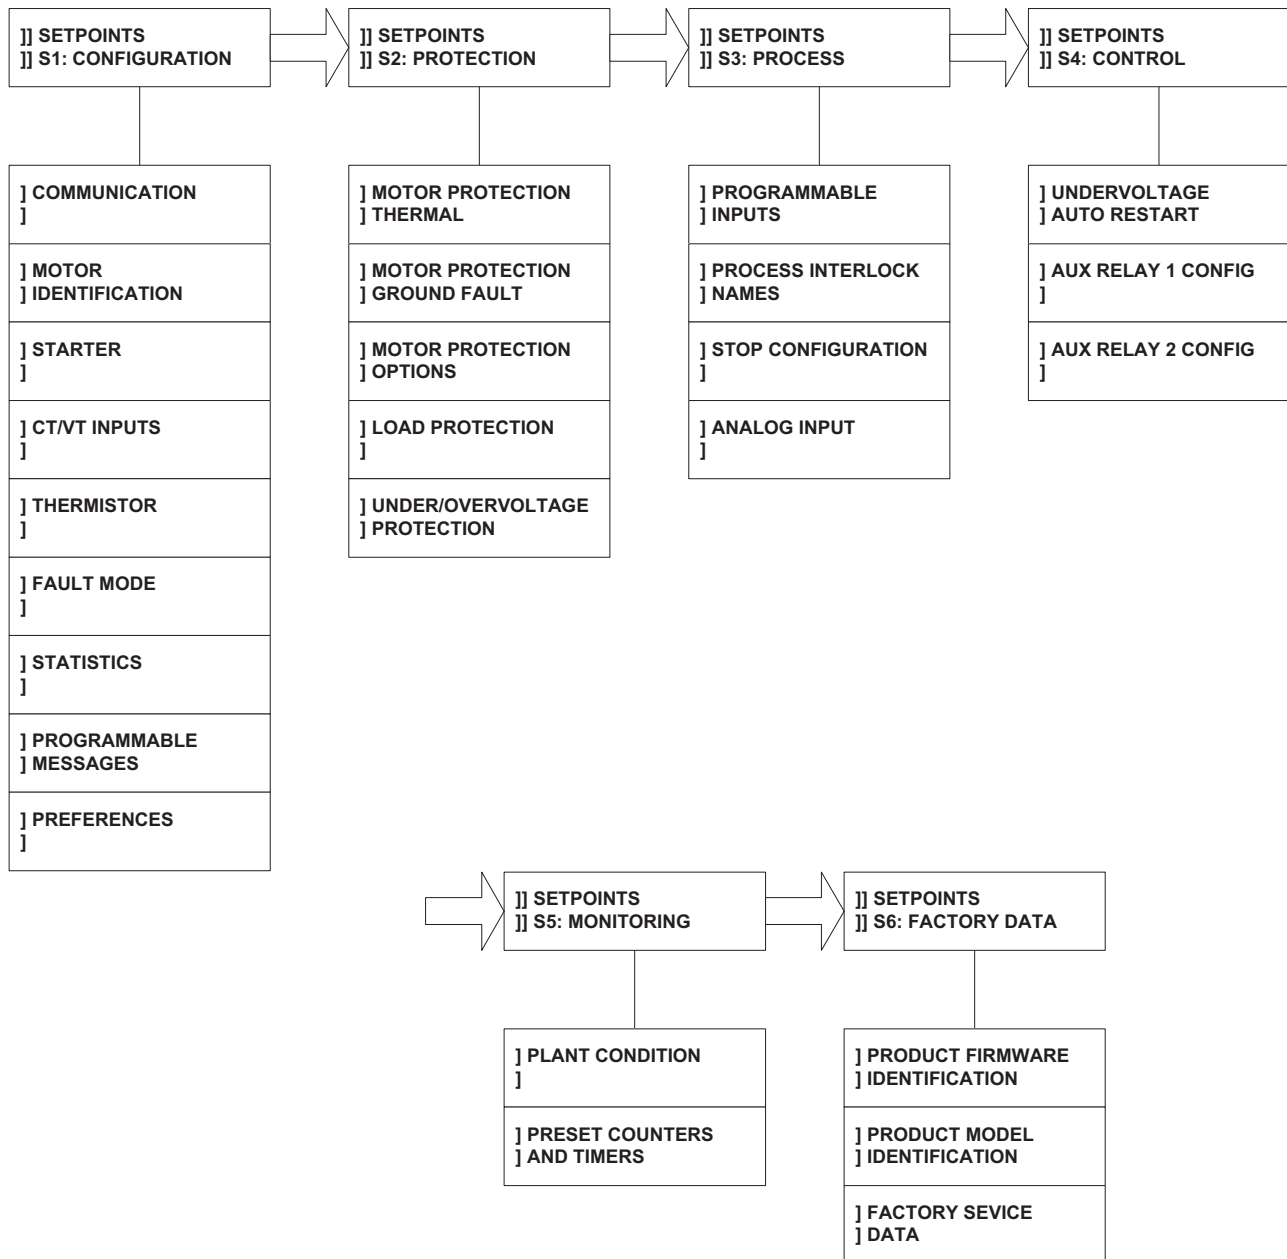 ]] SETPOINTS
]] S1: CONFIGURATION
] COMMUNICATION
]
] MOTOR
] IDENTIFICATION
] STARTER
]
] CT/VT INPUTS
]
] THERMISTOR
]
] FAULT MODE
]
] STATISTICS
]
] PROGRAMMABLE
] MESSAGES
] PREFERENCES
]
]] SETPOINTS
]] S2: PROTECTION
] MOTOR PROTECTION
] THERMAL
] MOTOR PROTECTION
] GROUND FAULT
] MOTOR PROTECTION
] OPTIONS
] LOAD PROTECTION
]
] UNDER/OVERVOLTAGE
] PROTECTION
]] SETPOINTS
]] S3: PROCESS
] PROGRAMMABLE
] INPUTS
] PROCESS INTERLOCK
] NAMES
] STOP CONFIGURATION
]
] ANALOG INPUT
]
]] SETPOINTS
]] S4: CONTROL
] UNDERVOLTAGE
] AUTO RESTART
] AUX RELAY 1 CONFIG
]
] AUX RELAY 2 CONFIG
]
]] SETPOINTS
]] S5: MONITORING
] PLANT CONDITION
]
] PRESET COUNTERS
] AND TIMERS
]] SETPOINTS
]] S6: FACTORY DATA
] PRODUCT FIRMWARE
] IDENTIFICATION
] PRODUCT MODEL
] IDENTIFICATION
] FACTORY SEVICE
] DATA